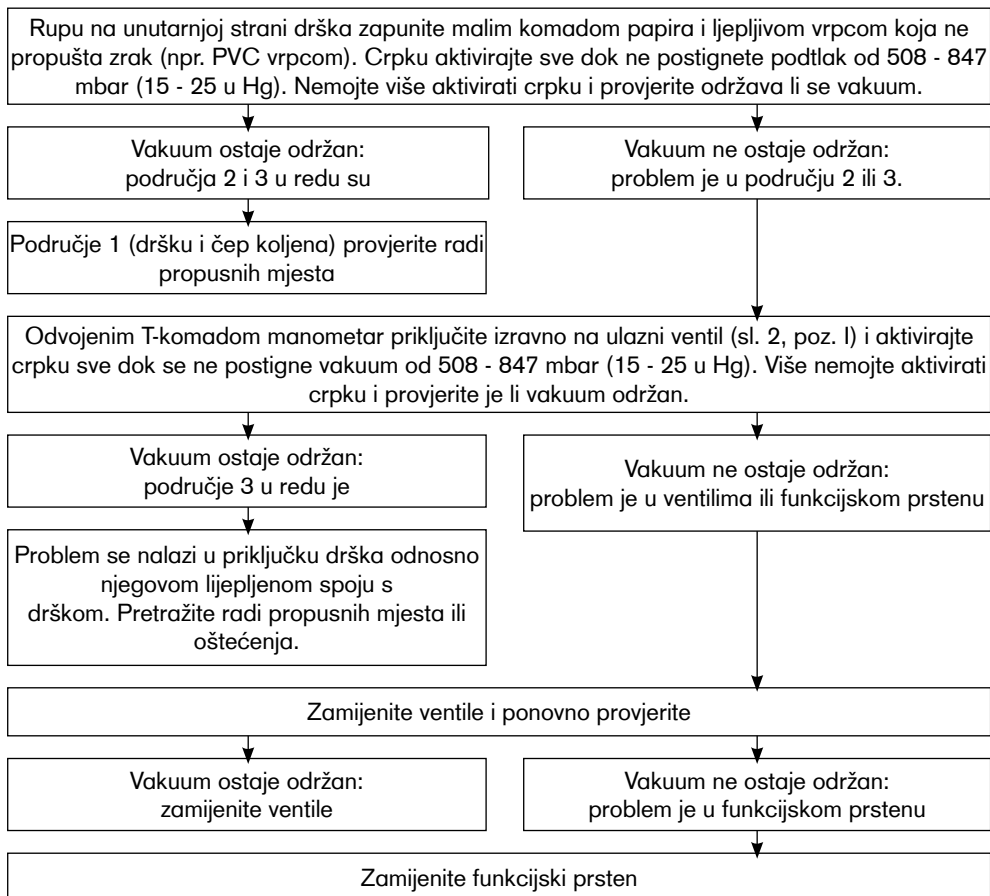 Rupu na unutarnjoj strani drška zapunite malim komadom papira i ljepljivom vrpcom koja ne
propušta zrak (npr. PVC vrpcom). Crpku aktivirajte sve dok ne postignete podtlak od 508 - 847
mbar (15 - 25 u Hg). Nemojte više aktivirati crpku i provjerite održava li se vakuum.
Vakuum ostaje održan:
područja 2 i 3 u redu su
Vakuum ne ostaje održan:
problem je u području 2 ili 3.
Područje 1 (dršku i čep koljena) provjerite radi
propusnih mjesta
Odvojenim T-komadom manometar priključite izravno na ulazni ventil (sl. 2, poz. I) i aktivirajte
crpku sve dok se ne postigne vakuum od 508 - 847 mbar (15 - 25 u Hg). Više nemojte aktivirati
crpku i provjerite je li vakuum održan.
Vakuum ostaje održan:
područje 3 u redu je
Vakuum ne ostaje održan:
problem je u ventilima ili funkcijskom prstenu
Problem se nalazi u priključku drška odnosno
njegovom lijepljenom spoju s
drškom. Pretražite radi propusnih mjesta ili
oštećenja.
Zamijenite ventile i ponovno provjerite
Vakuum ostaje održan:
zamijenite ventile
Vakuum ne ostaje održan:
problem je u funkcijskom prstenu
Zamijenite funkcijski prsten